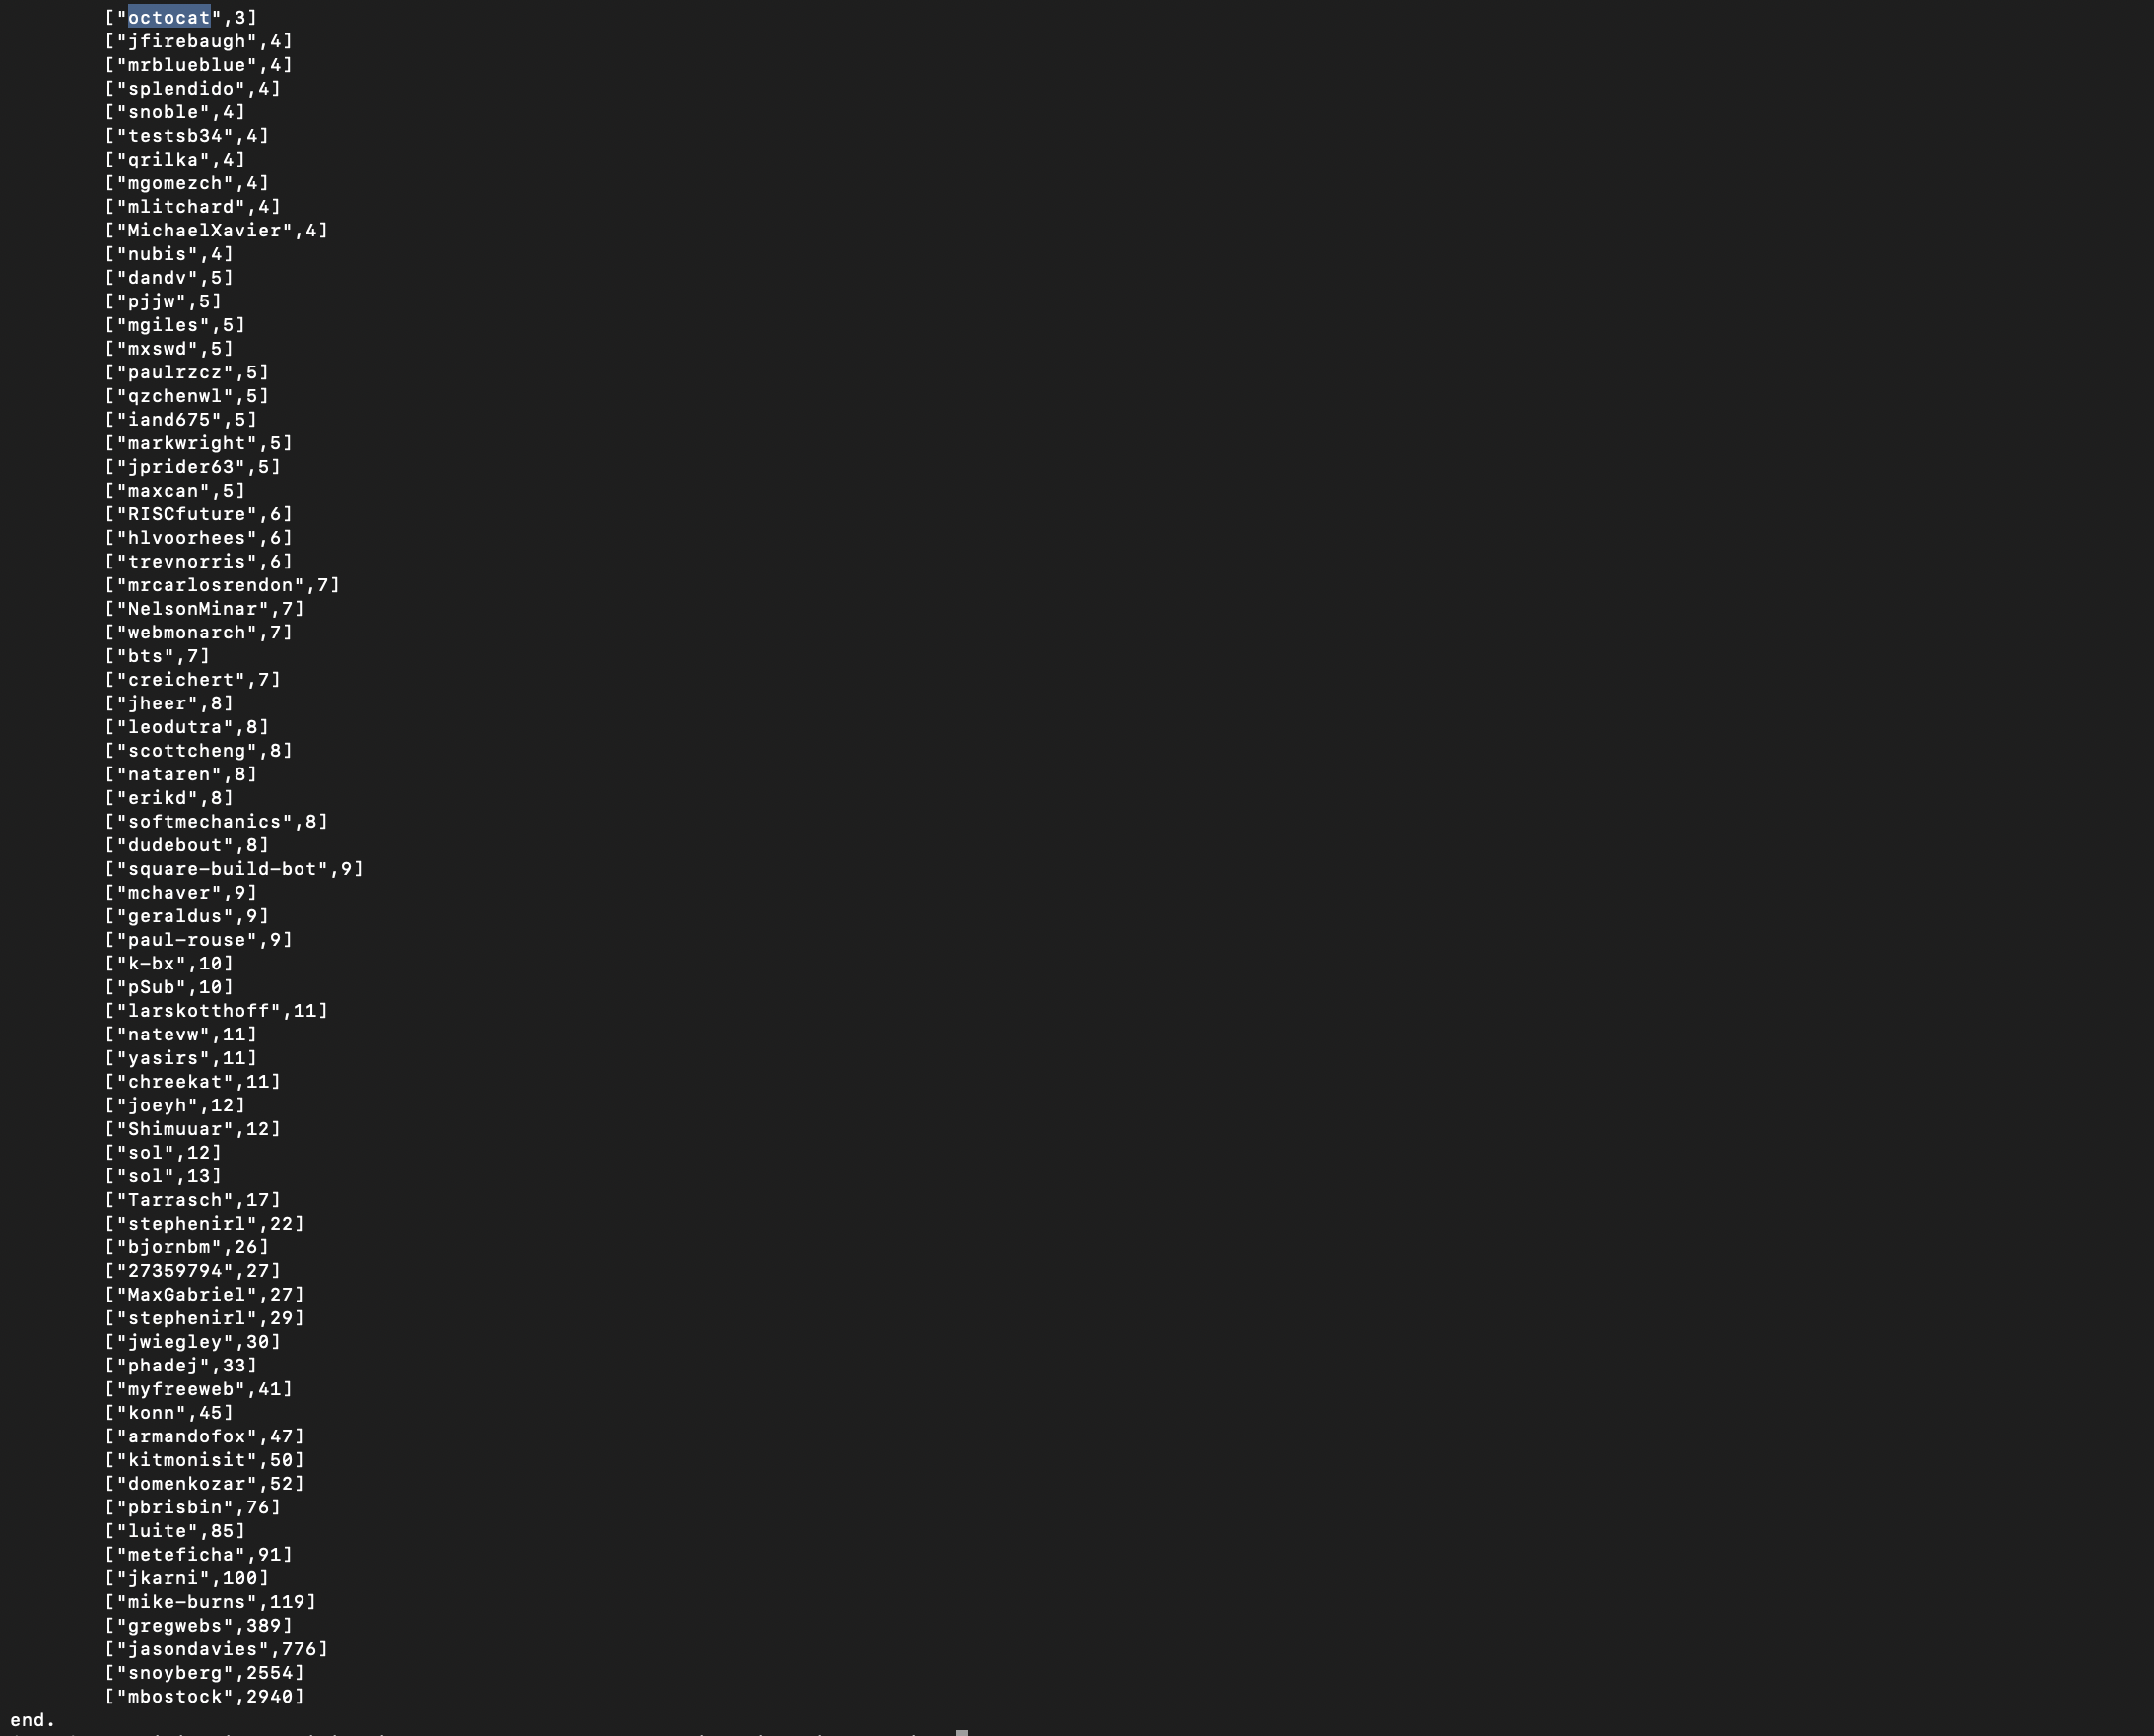 ["octocat",3]
["jfirebaugh",4]
["mrblueblue",4]
["splendido",4]
["snoble",4]
["testsb34",4]
["qrilka",4]
["mgomezch",4]
["mlitchard",4]
["MichaelXavier",4]
["nubis",4]
["dandv",5]
["pjjw",5]
["mgiles",5]
["mxswd",5]
["paulrzcz",5]
["qzchenwl",5]
["iand675",5]
["markwright",5]
["jprider63",5]
["maxcan",5]
["RISCfuture",6]
["hlvoorhees",6]
["trevnorris",6]
["mrcarlosrendon",7]
["NelsonMinar",7]
["webmonarch",7]
["bts",7]
["creichert",7]
["jheer",8]
["leodutra",8]
["scottcheng",8]
["nataren",8]
["erikd",8]
["softmechanics",8]
["dudebout",8]
["square-build-bot",9]
["mchaver",9]
["geraldus",9]
["paul-rouse",9]
["k-bx",10]
["pSub",10]
["larskotthoff",11]
["natevw",11]
["yasirs",11]
["chreekat",11]
["joeyh",12]
["Shimuuar",12]
["sol",12]
["sol",13]
["Tarrasch",17]
["stephenirl",22]
["bjornbm",26]
["27359794",27]
["MaxGabriel",27]
["stephenirl",29]
["jwiegley",30]
["phadej",33]
["myfreeweb",41]
["konn",45]
["armandofox",47]
["kitmonisit",50]
["domenkozar",52]
["pbrisbin",76]
["luite",85]
["meteficha",91]
["jkarni",100]
["mike-burns",119]
["gregwebs",389]
["jasondavies",776]
["snoyberg",2554]
["mbostock",2940]
end.